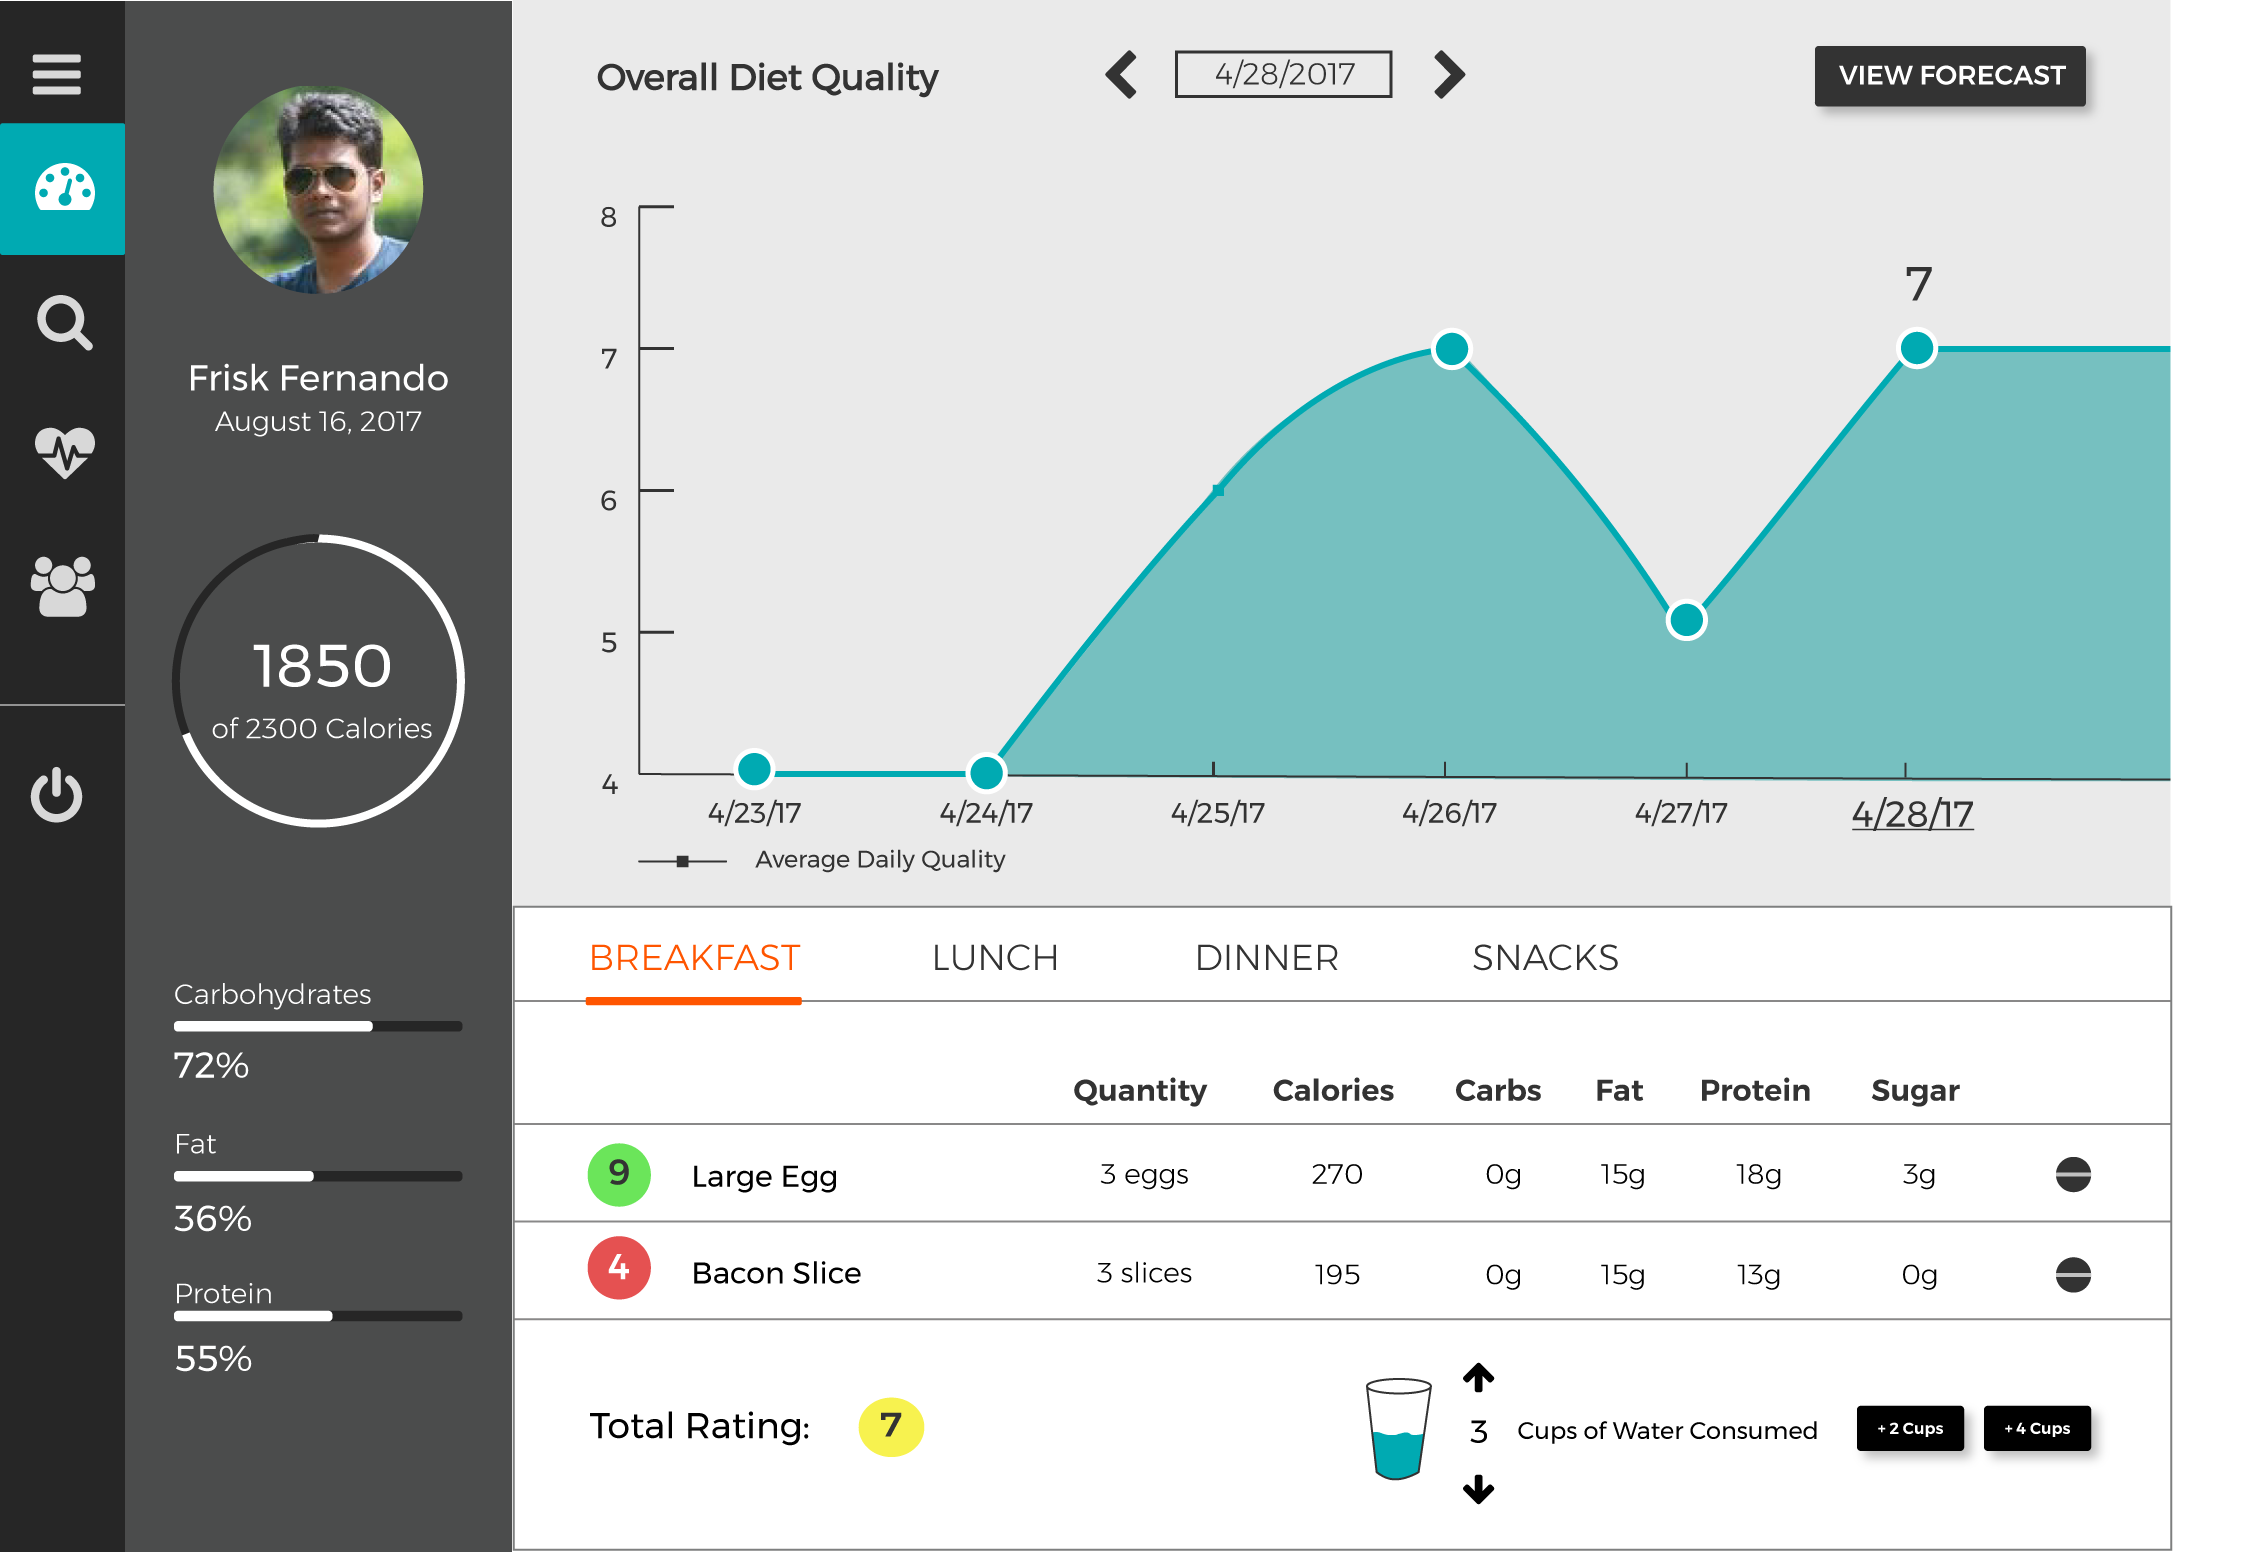 Overall Diet Quality
4/28/2017
VIEW FORECAST
Frisk Fernando
August 16, 2017
1850
of 2300 Calories
Carbohydrates
72%
Fat
36%
Protein
55%
8
7
6
5
4
7
4/23/17 4/24/17 4/25/17 4/26/17 4/27/17 4/28/17
Average Daily Quality
BREAKFAST LUNCH DINNER SNACKS
Quantity Calories Carbs Fat Protein Sugar
9 Large Egg 3 eggs 270 0g 15g 18g 3g
4 Bacon Slice 3 slices 195 0g 15g 13g 0g
Total Rating: 7 3 Cups of Water Consumed + 2 Cups + 4 Cups